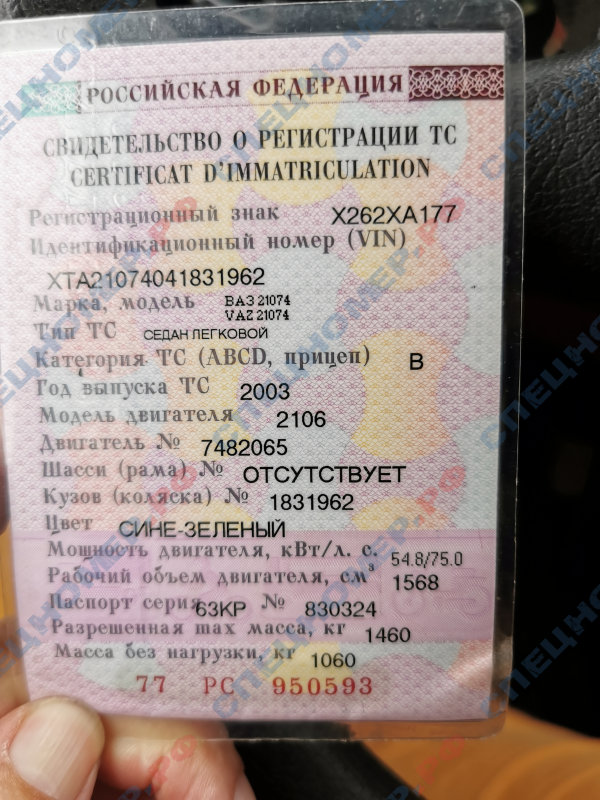 РОССИЙСКАЯ ФЕДЕРАЦИЯ
СВИДЕТЕЛЬСТВО О РЕГИСТРАЦИИ ТС
CERTIFICAT D'IMMATRICULATION
Регистрационный знак Х262ХА177
Идентификационный номер (VIN)
XTA21074041831962
Марка, модель ВАЗ 21074
VAZ 21074
Тип ТС СЕДАН ЛЕГКОВОЙ
Категория ТС (ABCD, прицеп) B
Год выпуска ТС 2003
Модель двигателя 2106
Двигатель № 7482065
Шасси (рама) № ОТСУТСТВУЕТ
Кузов (коляска) № 1831962
Цвет СИНЕ-ЗЕЛЕНЫЙ
Мощность двигателя, кВт/л. с. 54.8/75.0
Рабочий объем двигателя, см³ 1568
Паспорт серия 63КР № 830324
Разрешенная max масса, кг 1460
Масса без нагрузки, кг 1060
77 РС 950593
СПЕЦНОМЕР.РФ